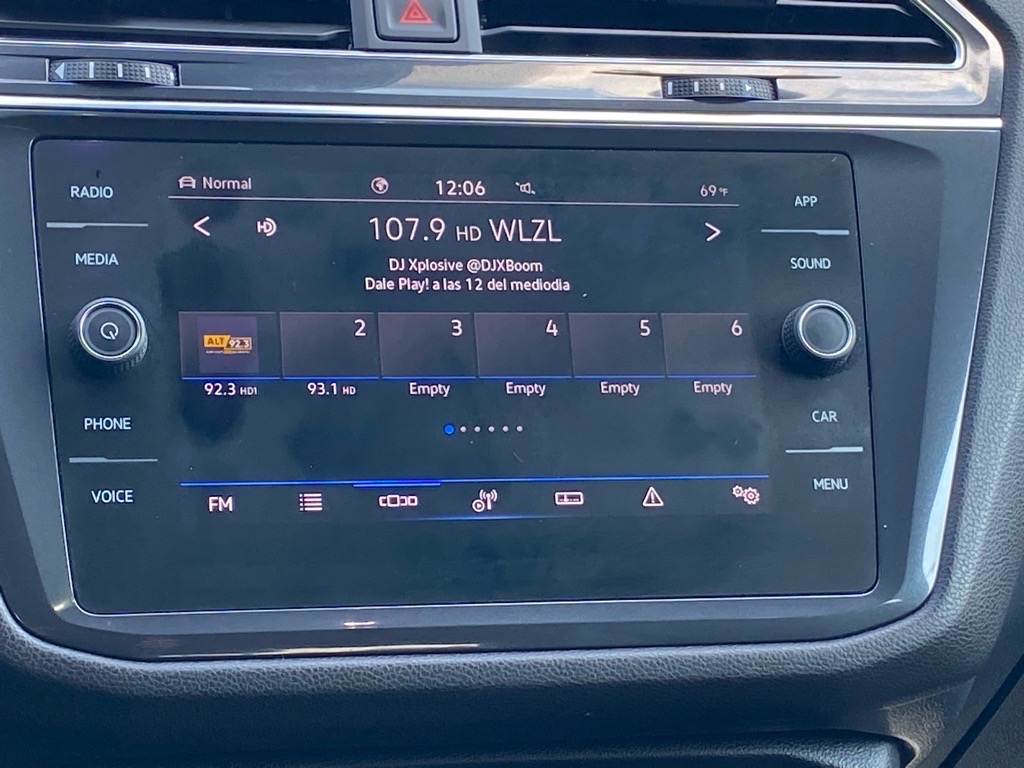 RADIO
MEDIA
PHONE
VOICE
Normal
12:06
69 °F
107.9 HD WLZL
DJ Xplosive @DJXBoom
Dale Play! a las 12 del mediodia
ALT 92.3
2
3
4
5
6
92.3 HD1
93.1 HD
Empty
Empty
Empty
Empty
FM
APP
SOUND
CAR
MENU